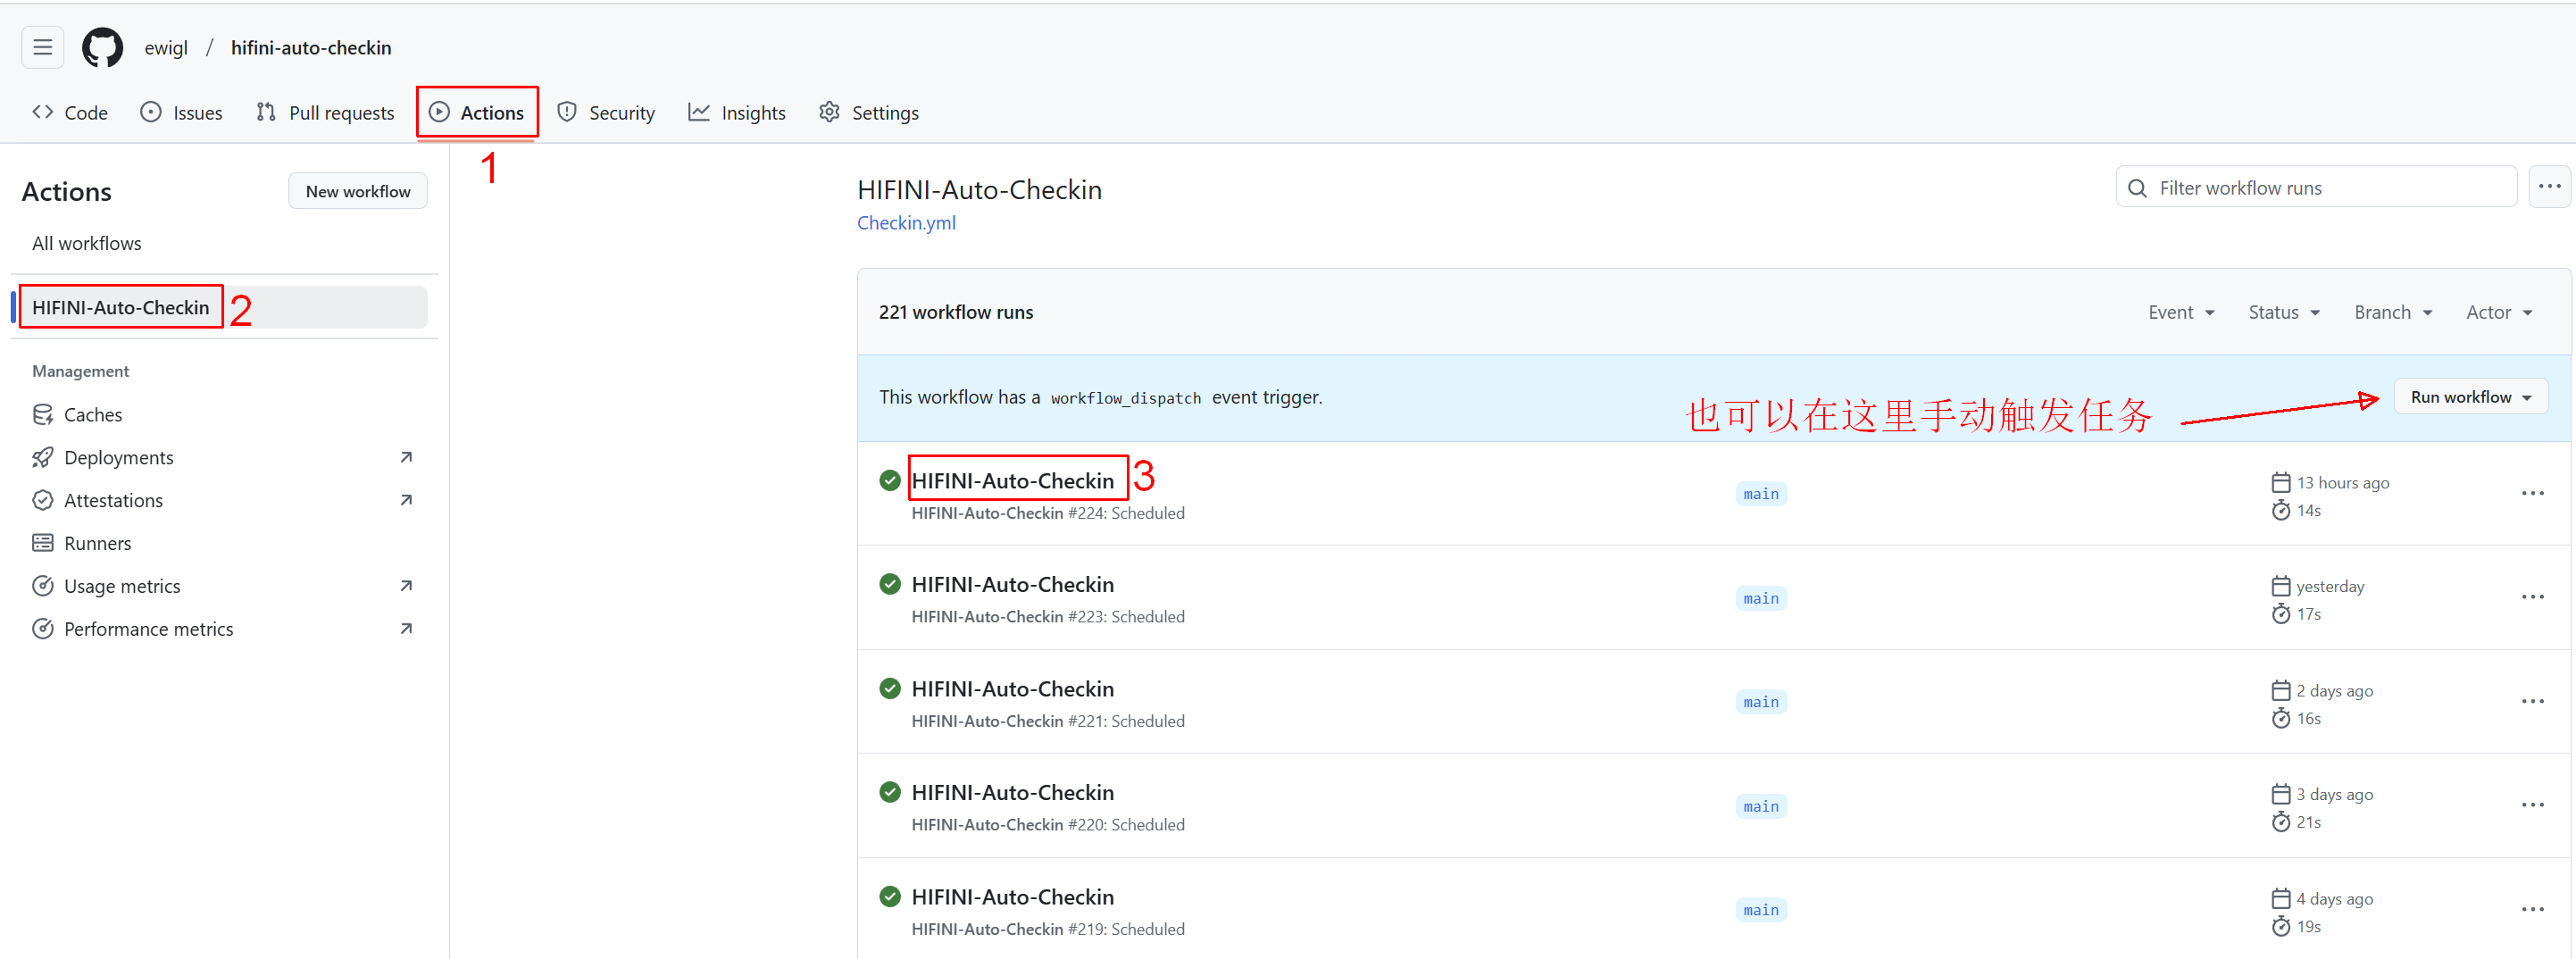 ewigl / hifini-auto-checkin
Code Issues Pull requests Actions Security Insights Settings
1
Actions New workflow
All workflows
HIFINI-Auto-Checkin 2
Management
Caches
Deployments
Attestations
Runners
Usage metrics
Performance metrics
HIFINI-Auto-Checkin
Checkin.yml
Filter workflow runs
221 workflow runs Event Status Branch Actor
This workflow has a workflow_dispatch event trigger.
也可以在这里手动触发任务
Run workflow
HIFINI-Auto-Checkin 3
HIFINI-Auto-Checkin #224: Scheduled
main
13 hours ago
14s
HIFINI-Auto-Checkin
HIFINI-Auto-Checkin #223: Scheduled
main
yesterday
17s
HIFINI-Auto-Checkin
HIFINI-Auto-Checkin #221: Scheduled
main
2 days ago
16s
HIFINI-Auto-Checkin
HIFINI-Auto-Checkin #220: Scheduled
main
3 days ago
21s
HIFINI-Auto-Checkin
HIFINI-Auto-Checkin #219: Scheduled
main
4 days ago
19s